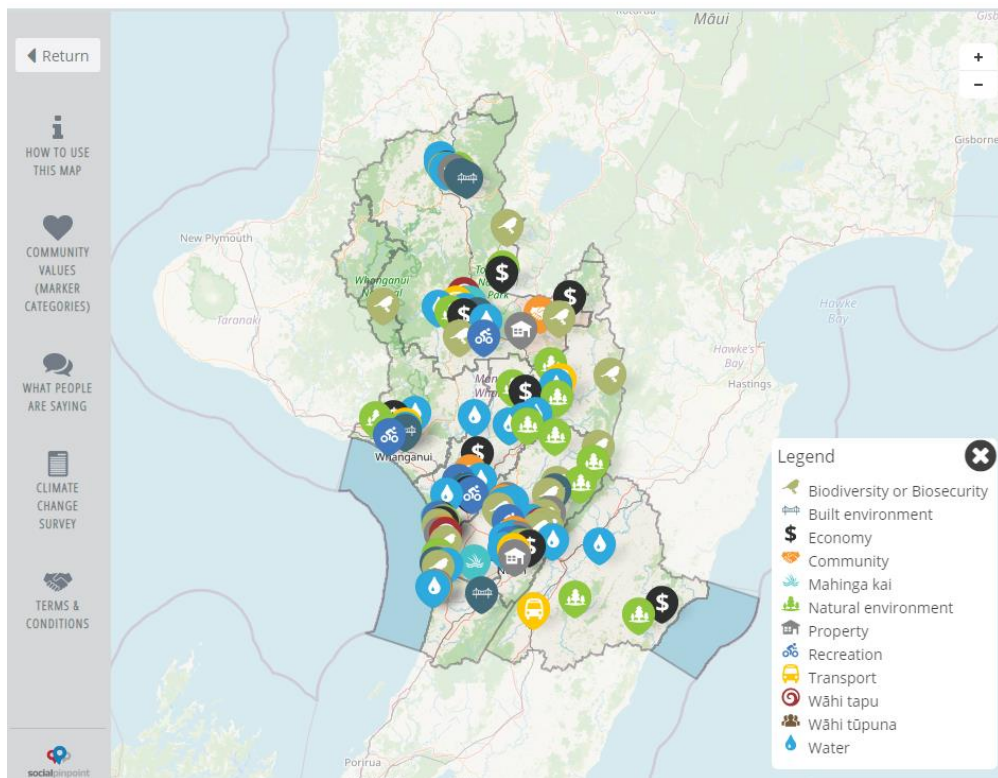 Return
HOW TO USE
THIS MAP
COMMUNITY
VALUES
(MARKER
CATEGORIES)
WHAT PEOPLE
ARE SAYING
CLIMATE
CHANGE
SURVEY
TERMS &
CONDITIONS
socialpinpoint
Māui
+
−
Gisborne
New Plymouth
Whanganui
Taranaki
Park
Hawke
Bay
Hawke's
Bay
Hastings
Whanganui
Porirua
Legend
Biodiversity or Biosecurity
Built environment
$ Economy
Community
Mahinga kai
Natural environment
Property
Recreation
Transport
Wāhi tapu
Wāhi tūpuna
Water